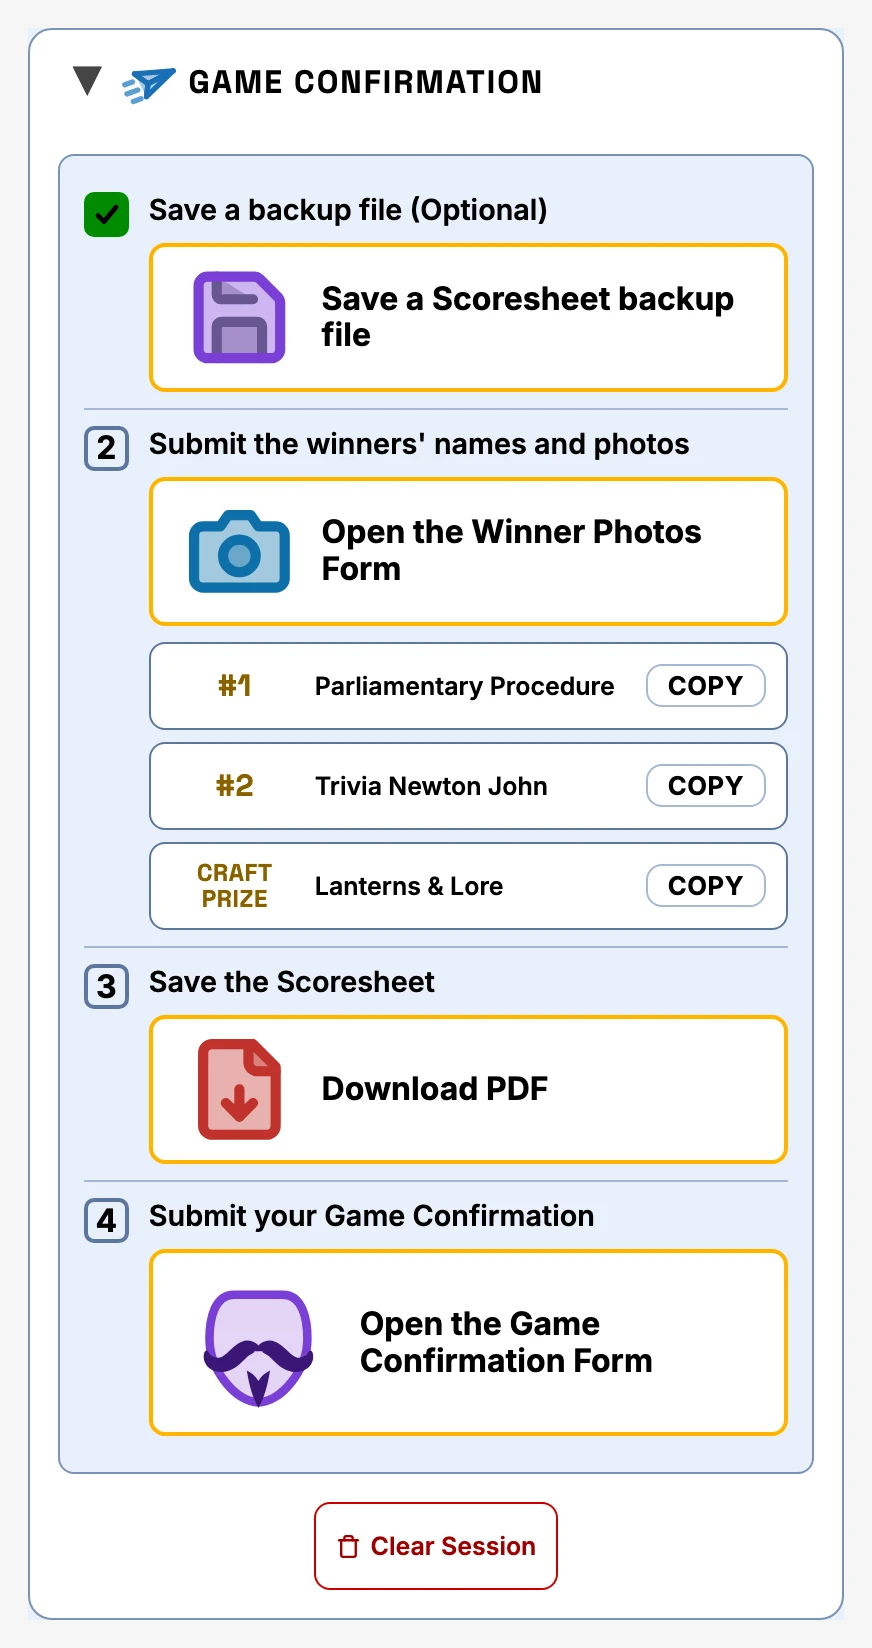 GAME CONFIRMATION
Save a backup file (Optional)
Save a Scoresheet backup
file
2
Submit the winners' names and photos
Open the Winner Photos
Form
#1
Parliamentary Procedure
COPY
#2
Trivia Newton John
COPY
CRAFT
PRIZE
Lanterns & Lore
COPY
3
Save the Scoresheet
Download PDF
4
Submit your Game Confirmation
Open the Game
Confirmation Form
Clear Session